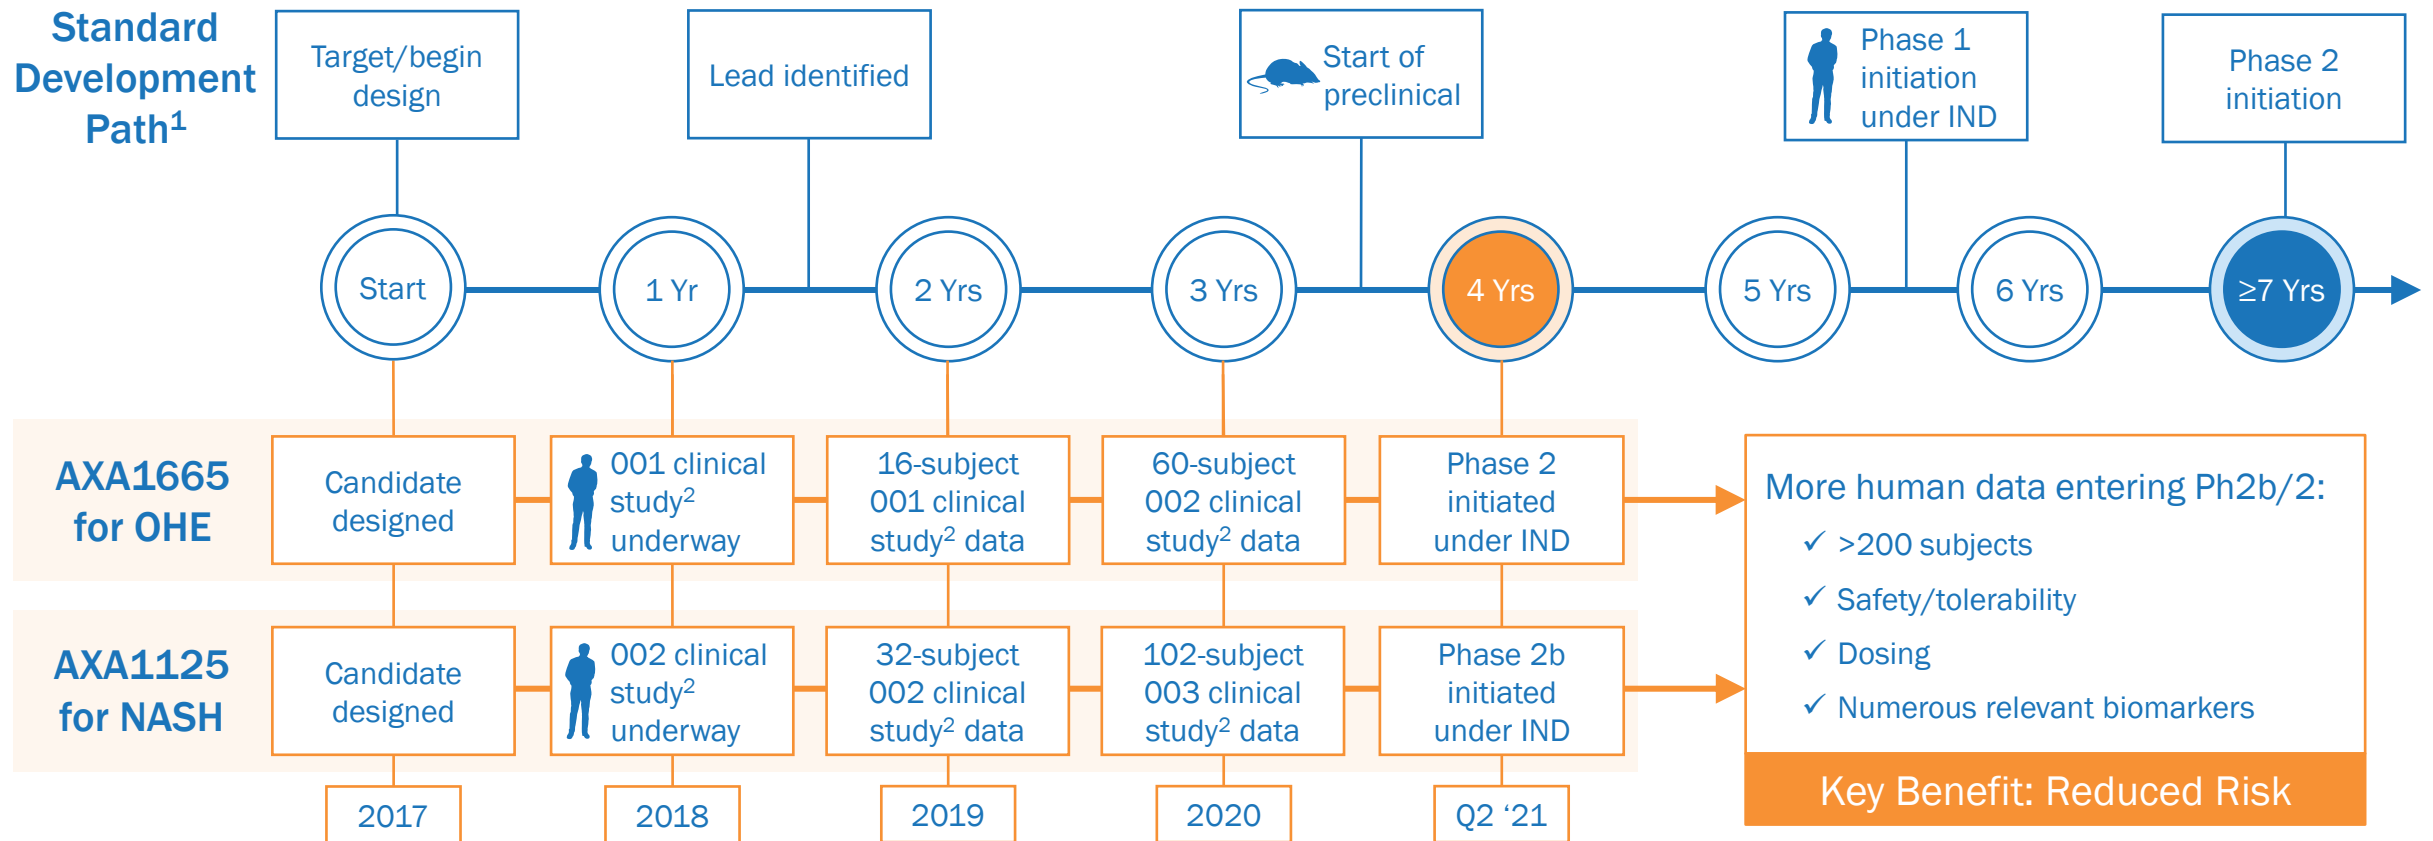 Standard
Development
Path¹
Target/begin
design
Lead identified
Start of
preclinical
Phase 1
initiation
under IND
Phase 2
initiation
Start
1 Yr
2 Yrs
3 Yrs
4 Yrs
5 Yrs
6 Yrs
≥7 Yrs
AXA1665
for OHE
Candidate
designed
001 clinical
study²
underway
16-subject
001 clinical
study² data
60-subject
002 clinical
study² data
Phase 2
initiated
under IND
AXA1125
for NASH
Candidate
designed
002 clinical
study²
underway
32-subject
002 clinical
study² data
102-subject
003 clinical
study² data
Phase 2b
initiated
under IND
More human data entering Ph2b/2:
✓ >200 subjects
✓ Safety/tolerability
✓ Dosing
✓ Numerous relevant biomarkers
Key Benefit: Reduced Risk
2017
2018
2019
2020
Q2 ‘21